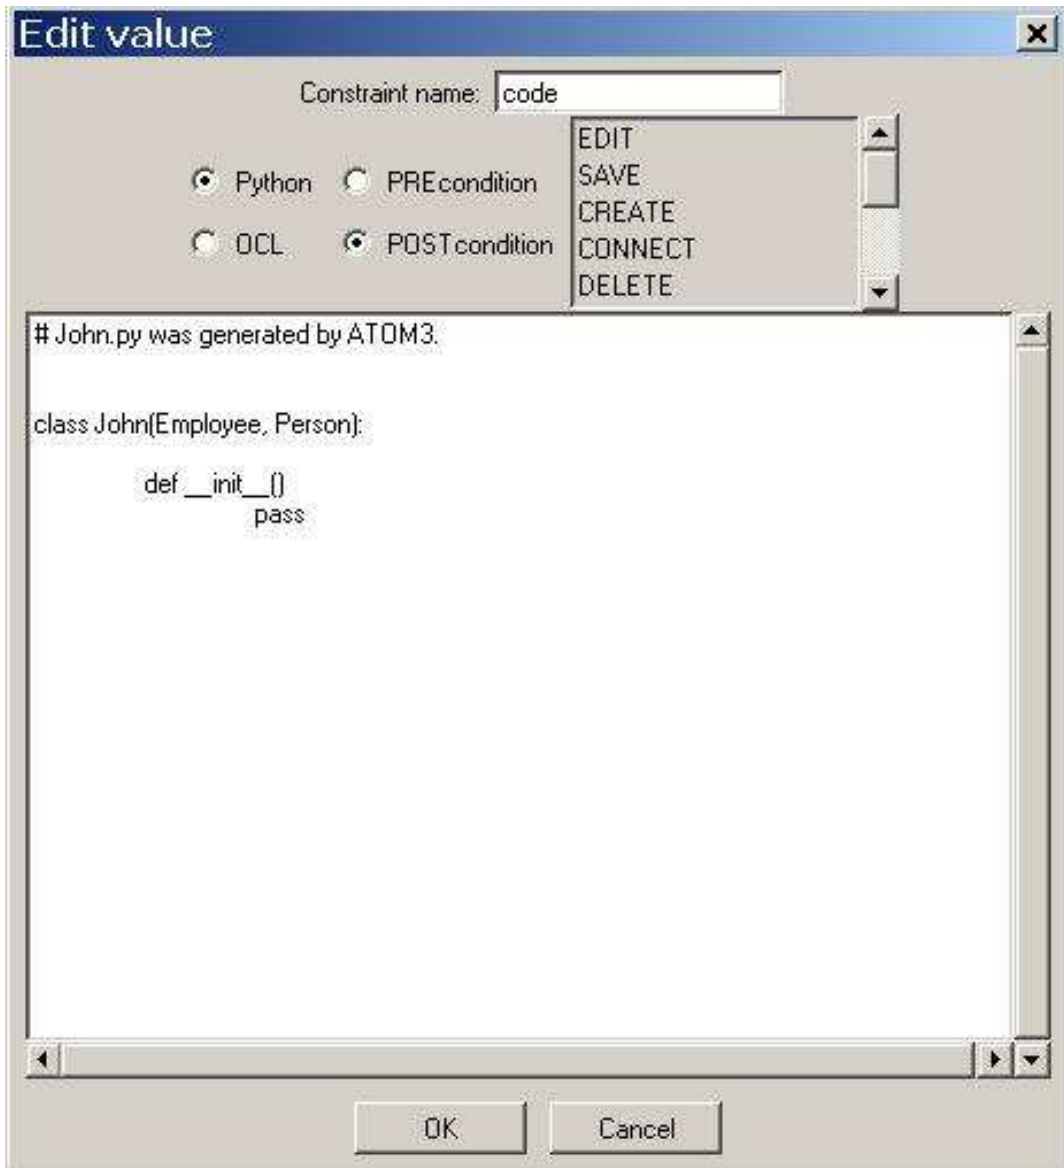 Edit value
Constraint name: code
Python PREcondition
OCL POSTcondition
EDIT
SAVE
CREATE
CONNECT
DELETE
# John.py was generated by ATOM3.
class John(Employee, Person):
def __init__()
pass
OK Cancel